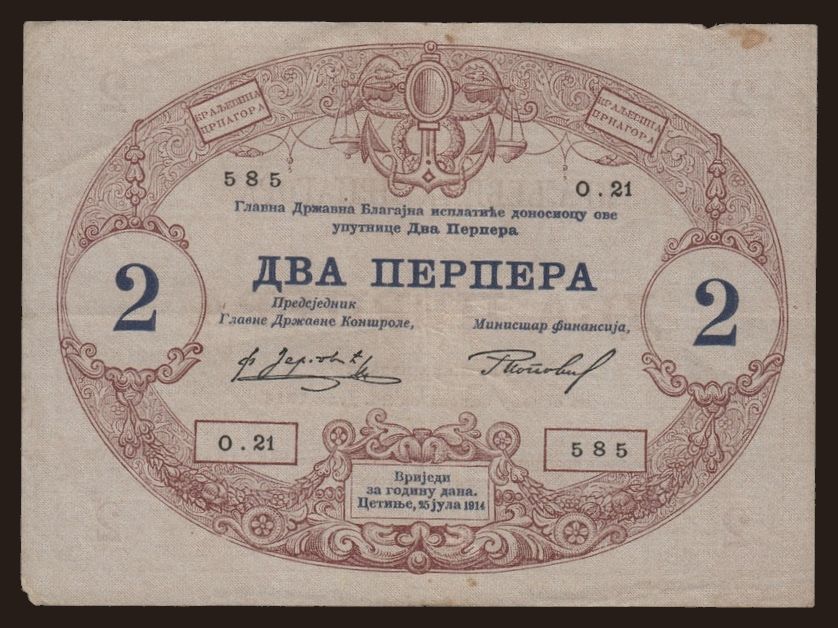 КРАЉЕВИНА
ЦРНАГОРА
КРАЉЕВИНА
ЦРНАГОРА
585
О.21
Главна Државна Благајна исплатиће доносиоцу ове
упутнице Два Перпера
ДВА ПЕРПЕРА
2
2
Предсједник
Главне Државне Контроле,
Министар финансија,
О.21
585
Вриједи
за годину дана.
Цетиње, 25 јула 1914